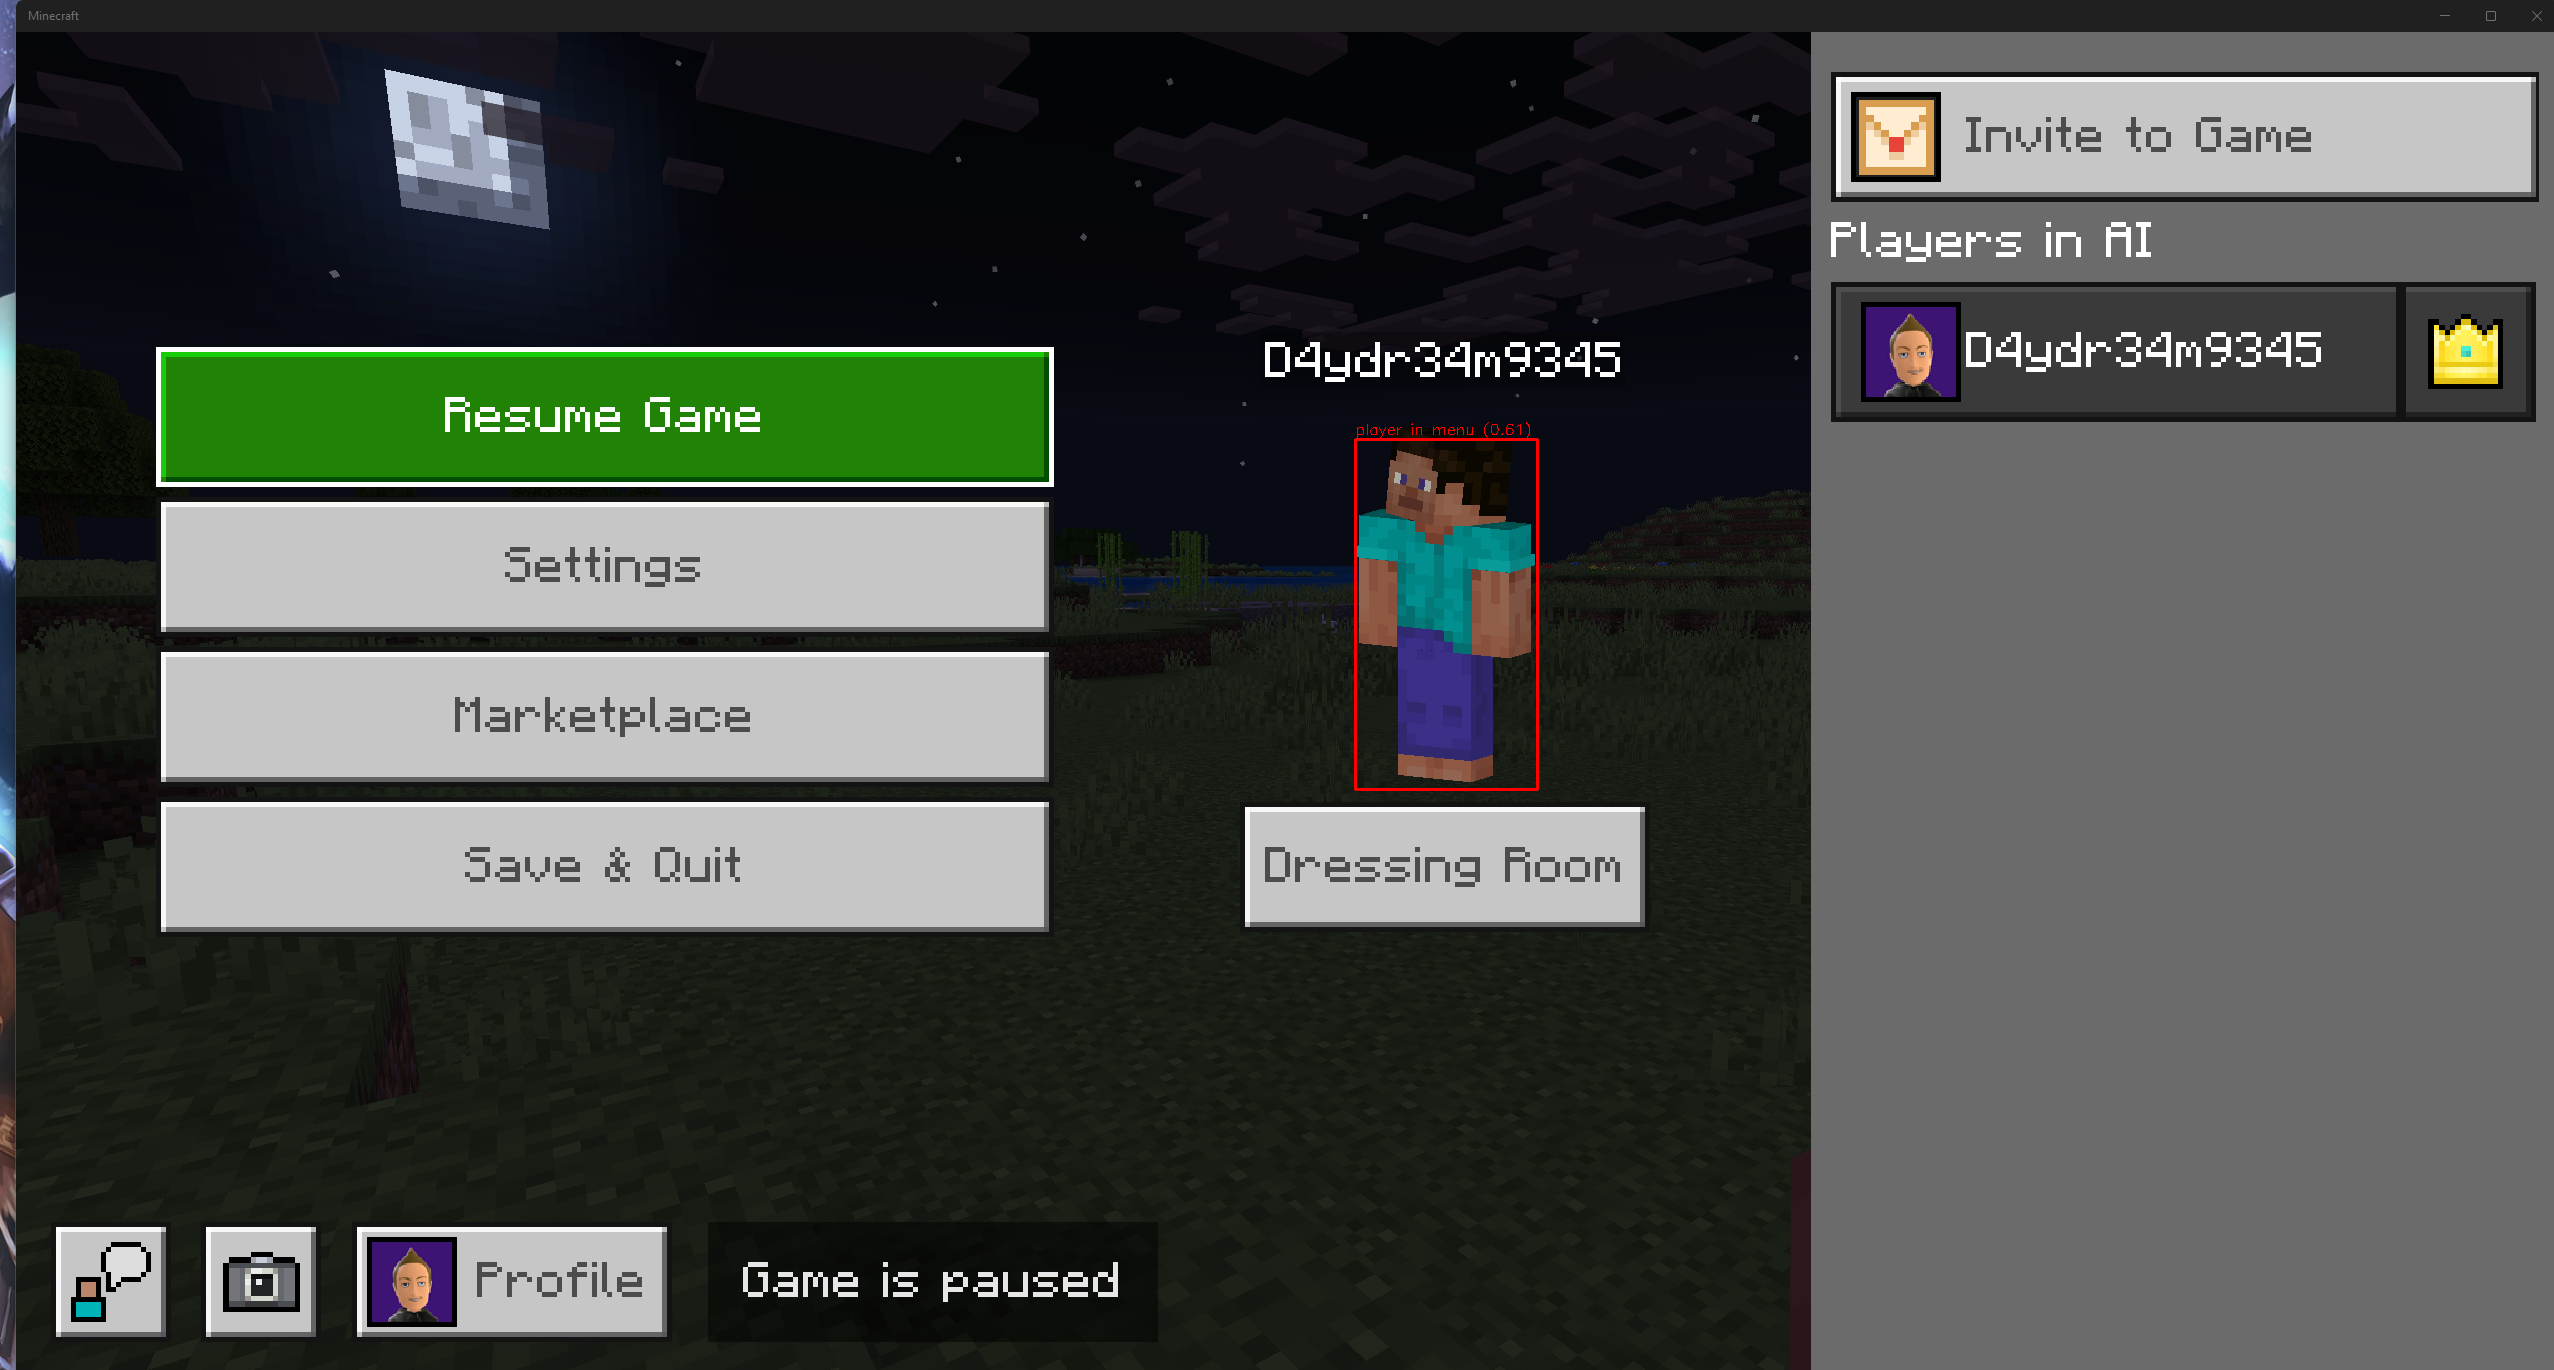 Minecraft
Invite to Game
Players in AI
D4ydr34m9345
D4ydr34m9345
player in menu (0.61)
Resume Game
Settings
Marketplace
Save & Quit
Dressing Room
Profile
Game is paused